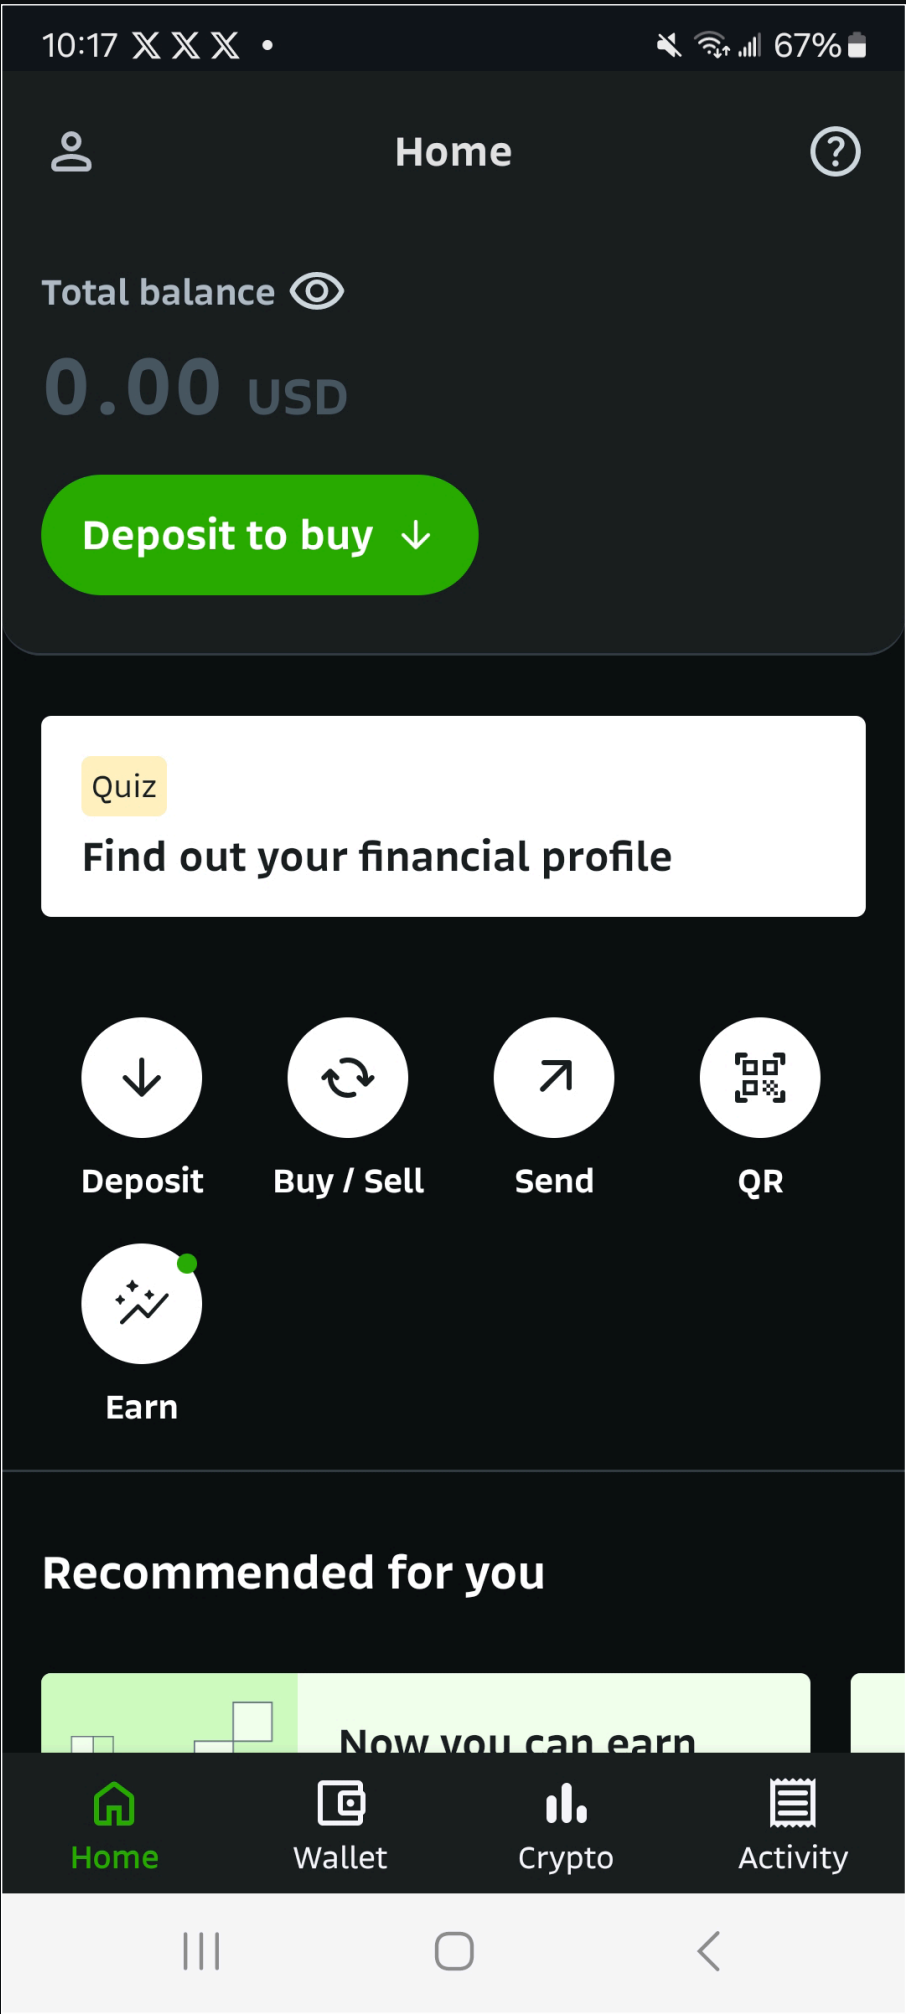 10:17
67%
Home
Total balance
0.00 USD
Deposit to buy
Quiz
Find out your financial profile
Deposit Buy / Sell Send QR
Earn
Recommended for you
Now you can earn
Home Wallet Crypto Activity